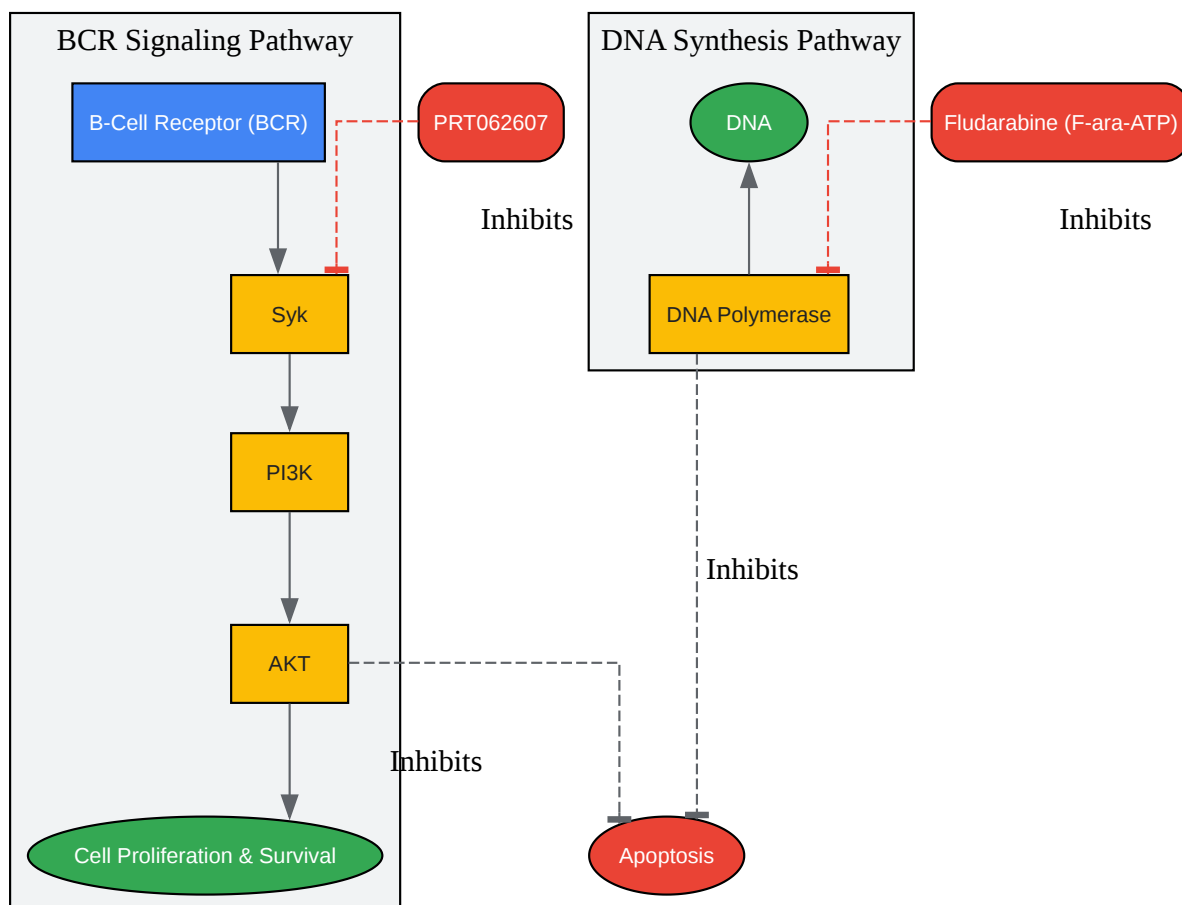 BCR Signaling Pathway
DNA Synthesis Pathway
B-Cell Receptor (BCR)
PRT062607
DNA
Fludarabine (F-ara-ATP)
Inhibits
Inhibits
Syk
DNA Polymerase
PI3K
Inhibits
AKT
Inhibits
Cell Proliferation & Survival
Apoptosis